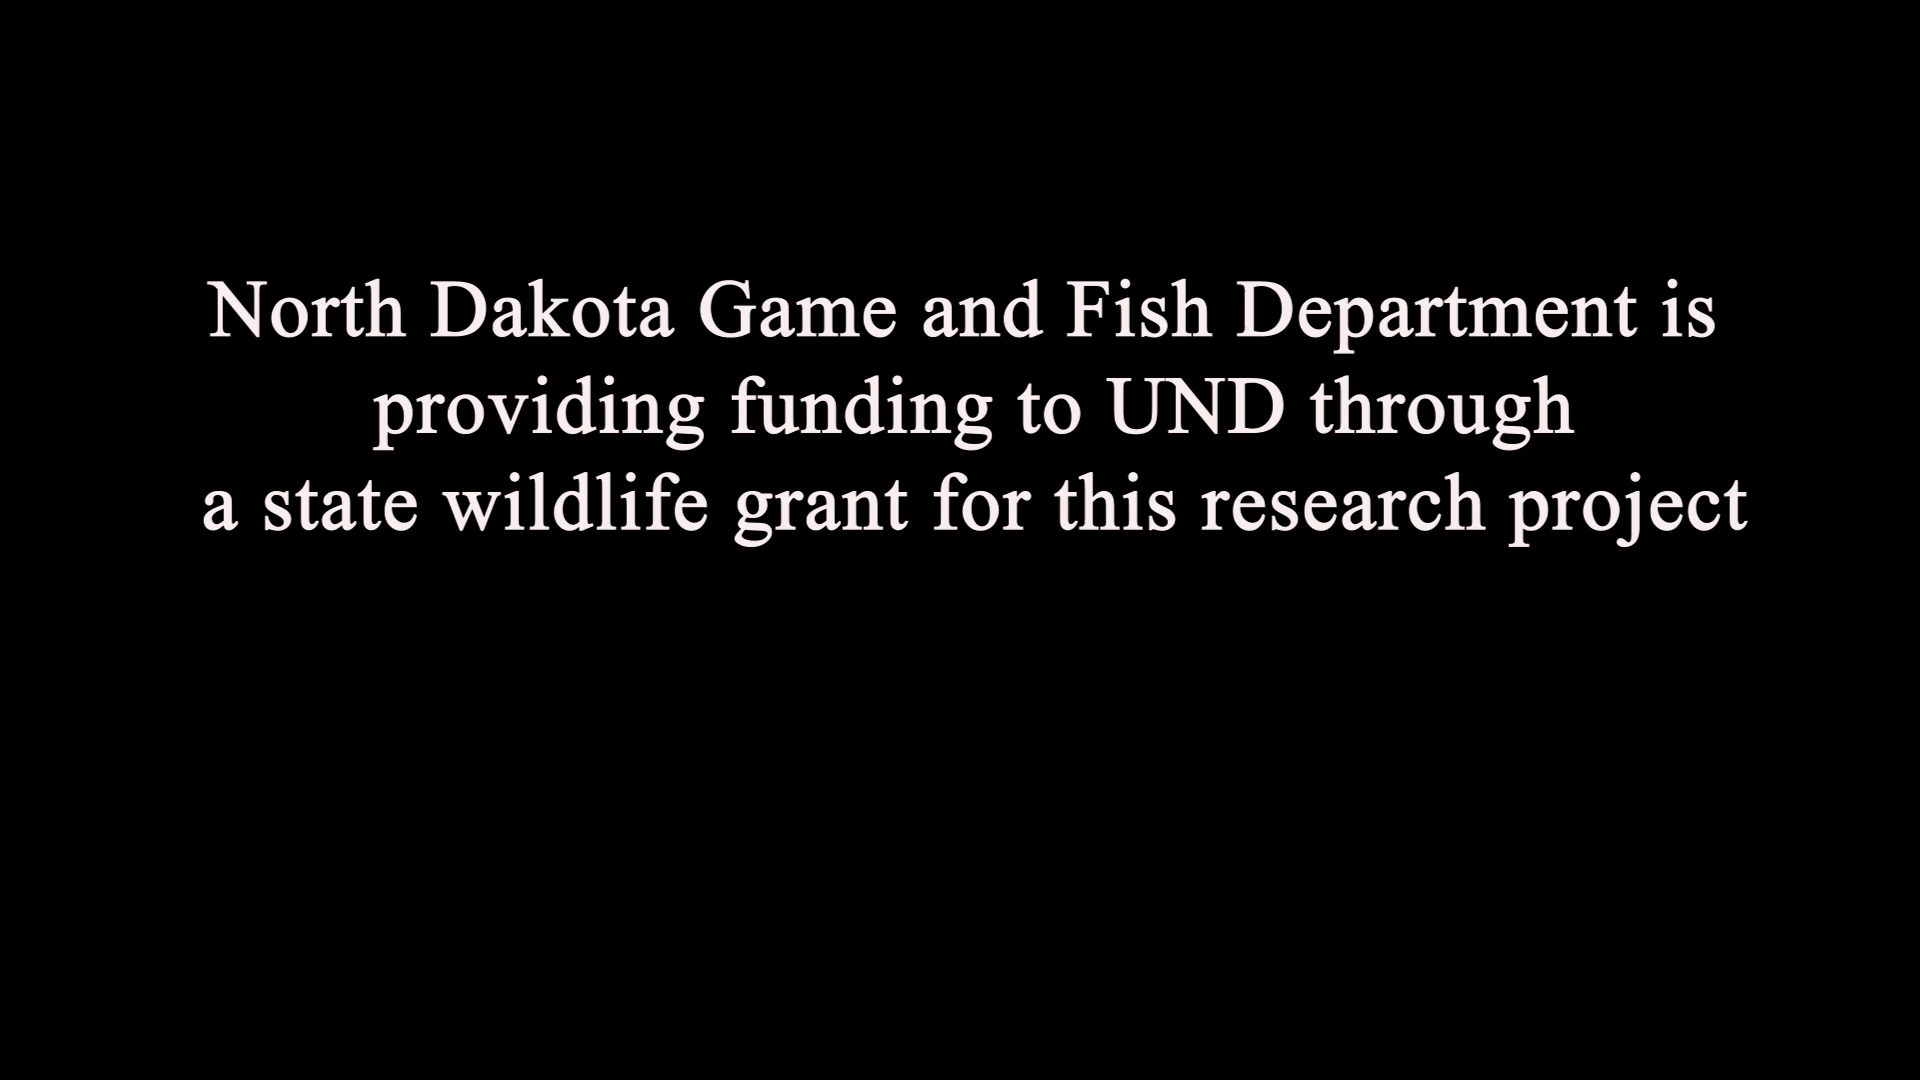 North Dakota Game and Fish Department is
providing funding to UND through
a state wildlife grant for this research project